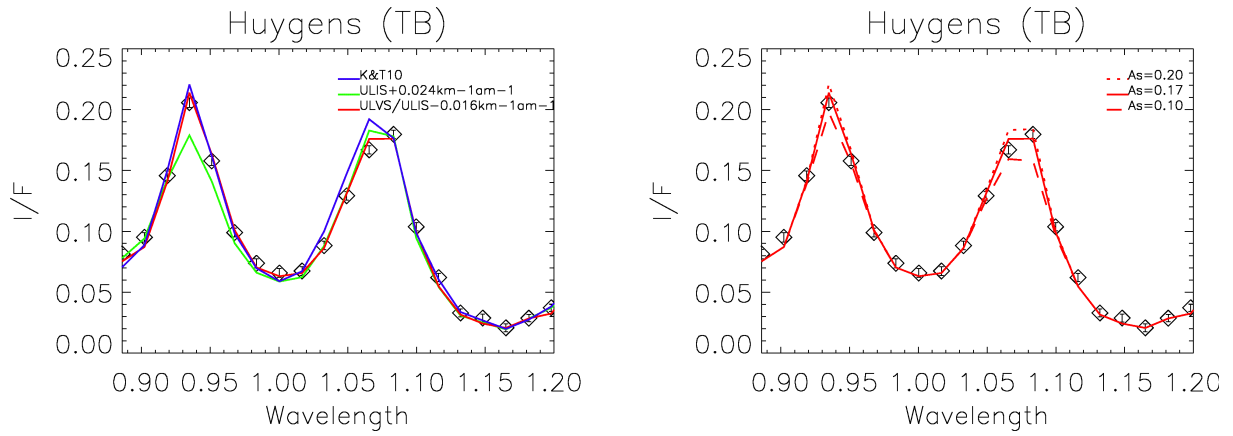 Huygens (TB)
0.25
0.20
0.15
0.10
0.05
0.00
I/F
K&T10
ULIS+0.024km-1am-1
ULVS/ULIS-0.016km-1am-1
0.90 0.95 1.00 1.05 1.10 1.15 1.20
Wavelength
Huygens (TB)
0.25
0.20
0.15
0.10
0.05
0.00
I/F
As=0.20
As=0.17
As=0.10
0.90 0.95 1.00 1.05 1.10 1.15 1.20
Wavelength